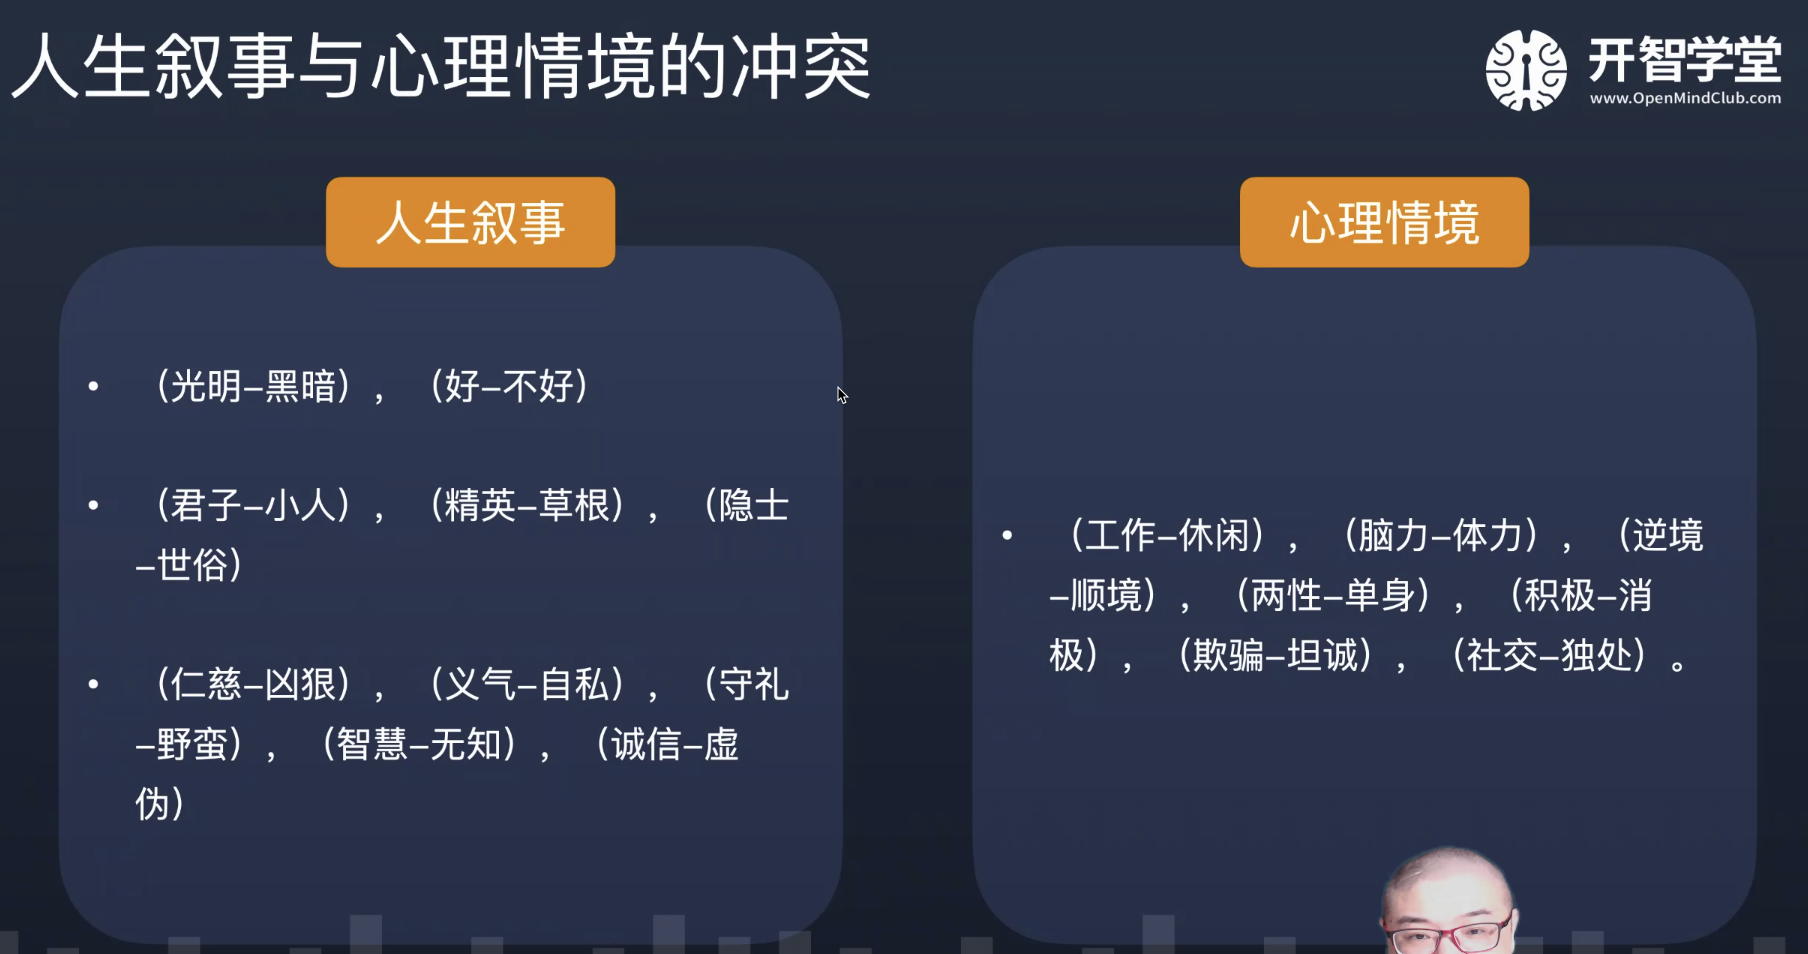 人生叙事与心理情境的冲突
开智学堂
www.OpenMindClub.com
人生叙事
• （光明–黑暗），（好–不好）
• （君子–小人），（精英–草根），（隐士
–世俗）
• （仁慈–凶狠），（义气–自私），（守礼
–野蛮），（智慧–无知），（诚信–虚
伪）
心理情境
• （工作–休闲），（脑力–体力），（逆境
–顺境），（两性–单身），（积极–消
极），（欺骗–坦诚），（社交–独处）。